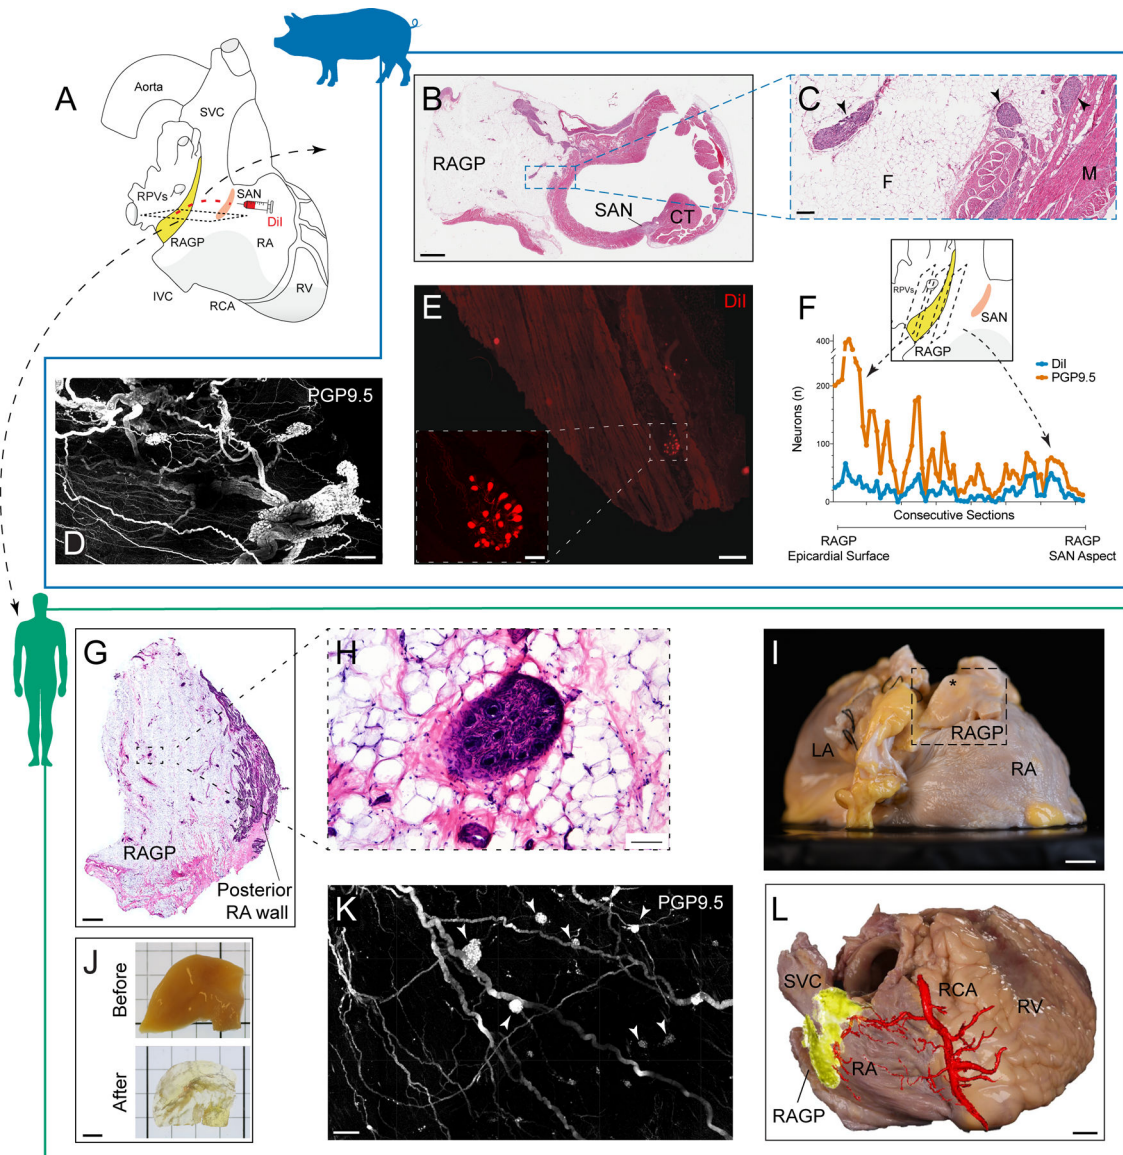 A
Aorta
SVC
RPVs
SAN
DiI
RAGP
RA
IVC
RCA
RV
B
RAGP
SAN
CT
C
F
M
D
PGP9.5
E
DiI
F
RPVs
SAN
RAGP
DiI
PGP9.5
Neurons (n)
400
200
100
0
Consecutive Sections
RAGP
Epicardial Surface
RAGP
SAN Aspect
G
RAGP
Posterior
RA wall
H
I
*
LA
RAGP
RA
J
Before
After
K
PGP9.5
L
SVC
RCA
RV
RA
RAGP